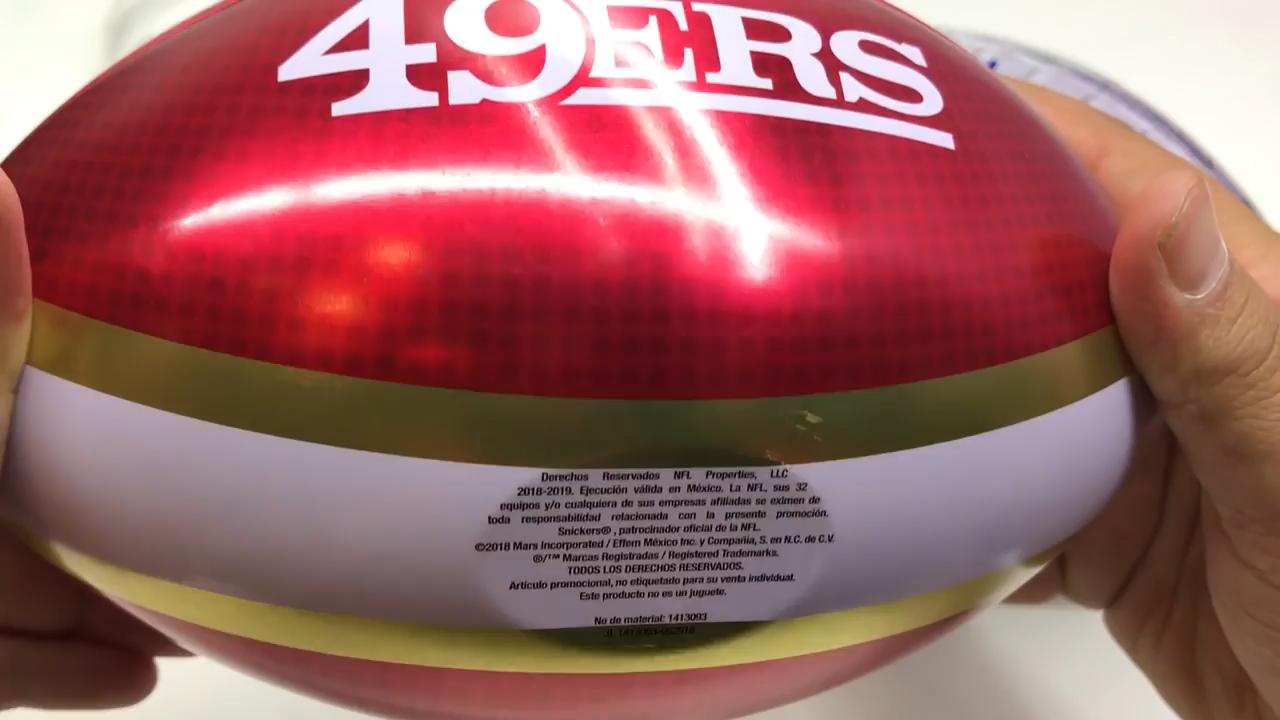 49ERS
Derechos Reservados NFL Properties, LLC
2018-2019. Ejecución válida en México. La NFL, sus 32
equipos y/o cualquiera de sus empresas afiliadas se eximen de
toda responsabilidad relacionada con la presente promoción.
Snickers® , patrocinador oficial de la NFL.
©2018 Mars Incorporated / Effem México Inc. y Compañía, S. en N.C. de C.V.
®/™ Marcas Registradas / Registered Trademarks.
TODOS LOS DERECHOS RESERVADOS.
Artículo promocional, no etiquetado para su venta individual.
Este producto no es un juguete.
No de material: 1413093